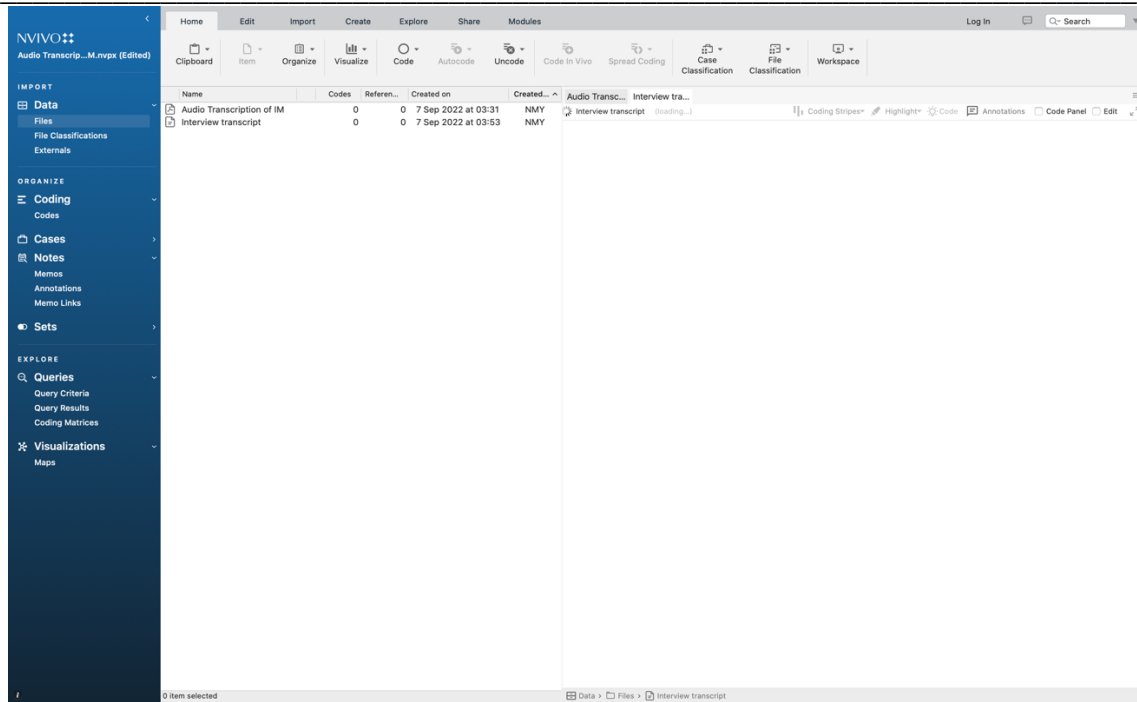 Home Edit Import Create Explore Share Modules Log In Search
NVIVO
Audio Transcrip...M.nvpx (Edited)
Clipboard Item Organize Visualize Code Autocode Uncode Code In Vivo Spread Coding Case Classification File Classification Workspace
IMPORT
Data
Files
File Classifications
Externals
ORGANIZE
Coding
Codes
Cases
Notes
Memos
Annotations
Memo Links
Sets
EXPLORE
Queries
Query Criteria
Query Results
Coding Matrices
Visualizations
Maps
Name Codes Referen... Created on Created...
Audio Transcription of IM 0 0 7 Sep 2022 at 03:31 NMY
Interview transcript 0 0 7 Sep 2022 at 03:53 NMY
0 item selected
Audio Transc... Interview tra...
Interview transcript (loading...) Coding Stripes Highlight Code Annotations Code Panel Edit
Data › Files › Interview transcript